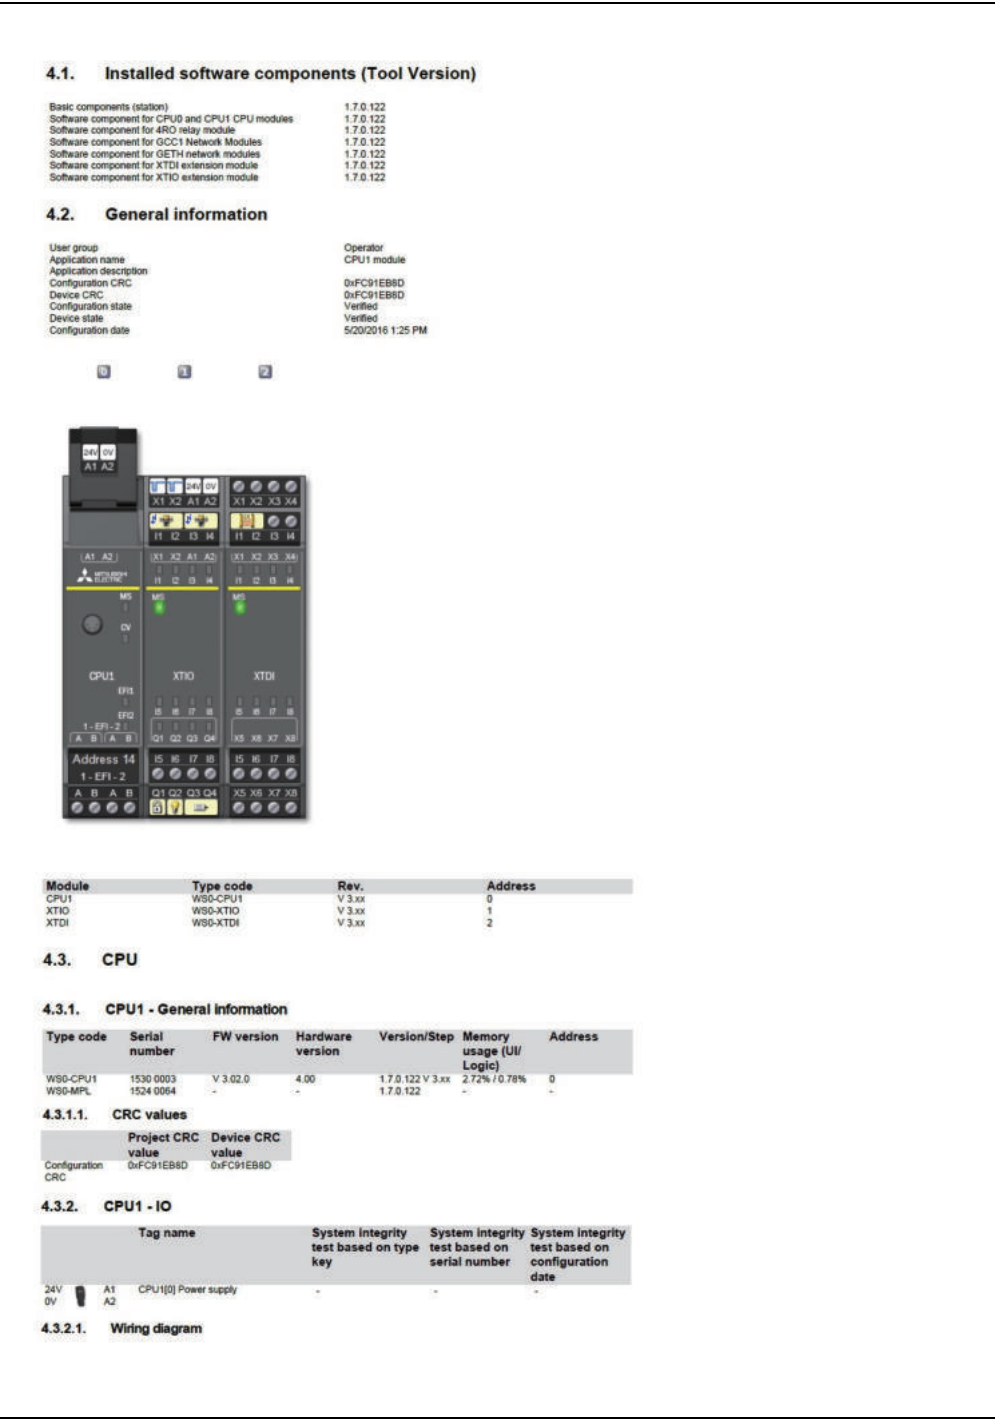 4.1. Installed software components (Tool Version)
Basic components (station) 1.7.0.122
Software component for CPU0 and CPU1 CPU modules 1.7.0.122
Software component for 4RO relay module 1.7.0.122
Software component for GCC1 Network Modules 1.7.0.122
Software component for GETH network modules 1.7.0.122
Software component for XTDI extension module 1.7.0.122
Software component for XTIO extension module 1.7.0.122
4.2. General information
User group Operator
Application name CPU1 module
Application description
Configuration CRC 0xFC91EB8D
Device CRC 0xFC91EB8D
Configuration state Verified
Device state Verified
Configuration date 5/20/2016 1:25 PM
0 1 2
24V 0V
A1 A2
24V 0V
X1 X2 A1 A2 X1 X2 X3 X4
I1 I2 I3 I4 I1 I2 I3 I4
A1 A2 X1 X2 A1 A2 X1 X2 X3 X4
MITSUBISHI ELECTRIC I1 I2 I3 I4 I1 I2 I3 I4
MS MS MS
CV
CPU1 XTIO XTDI
EFI1
EFI2 I5 I6 I7 I8 I5 I6 I7 I8
1 - EFI - 2
A B A B Q1 Q2 Q3 Q4 X5 X6 X7 X8
Address 14 I5 I6 I7 I8 I5 I6 I7 I8
1 - EFI - 2
A B A B Q1 Q2 Q3 Q4 X5 X6 X7 X8
Module Type code Rev. Address
CPU1 WS0-CPU1 V 3.xx 0
XTIO WS0-XTIO V 3.xx 1
XTDI WS0-XTDI V 3.xx 2
4.3. CPU
4.3.1. CPU1 - General information
Type code Serial number FW version Hardware version Version/Step Memory usage (UI/ Logic) Address
WS0-CPU1 1530 0003 V 3.02.0 4.00 1.7.0.122 V 3.xx 2.72% / 0.78% 0
WS0-MPL 1524 0064 - - 1.7.0.122 - -
4.3.1.1. CRC values
Project CRC value Device CRC value
Configuration CRC 0xFC91EB8D 0xFC91EB8D
4.3.2. CPU1 - IO
Tag name System integrity test based on type key System integrity test based on serial number System integrity test based on configuration date
24V A1 CPU1[0] Power supply - - -
0V A2
4.3.2.1. Wiring diagram